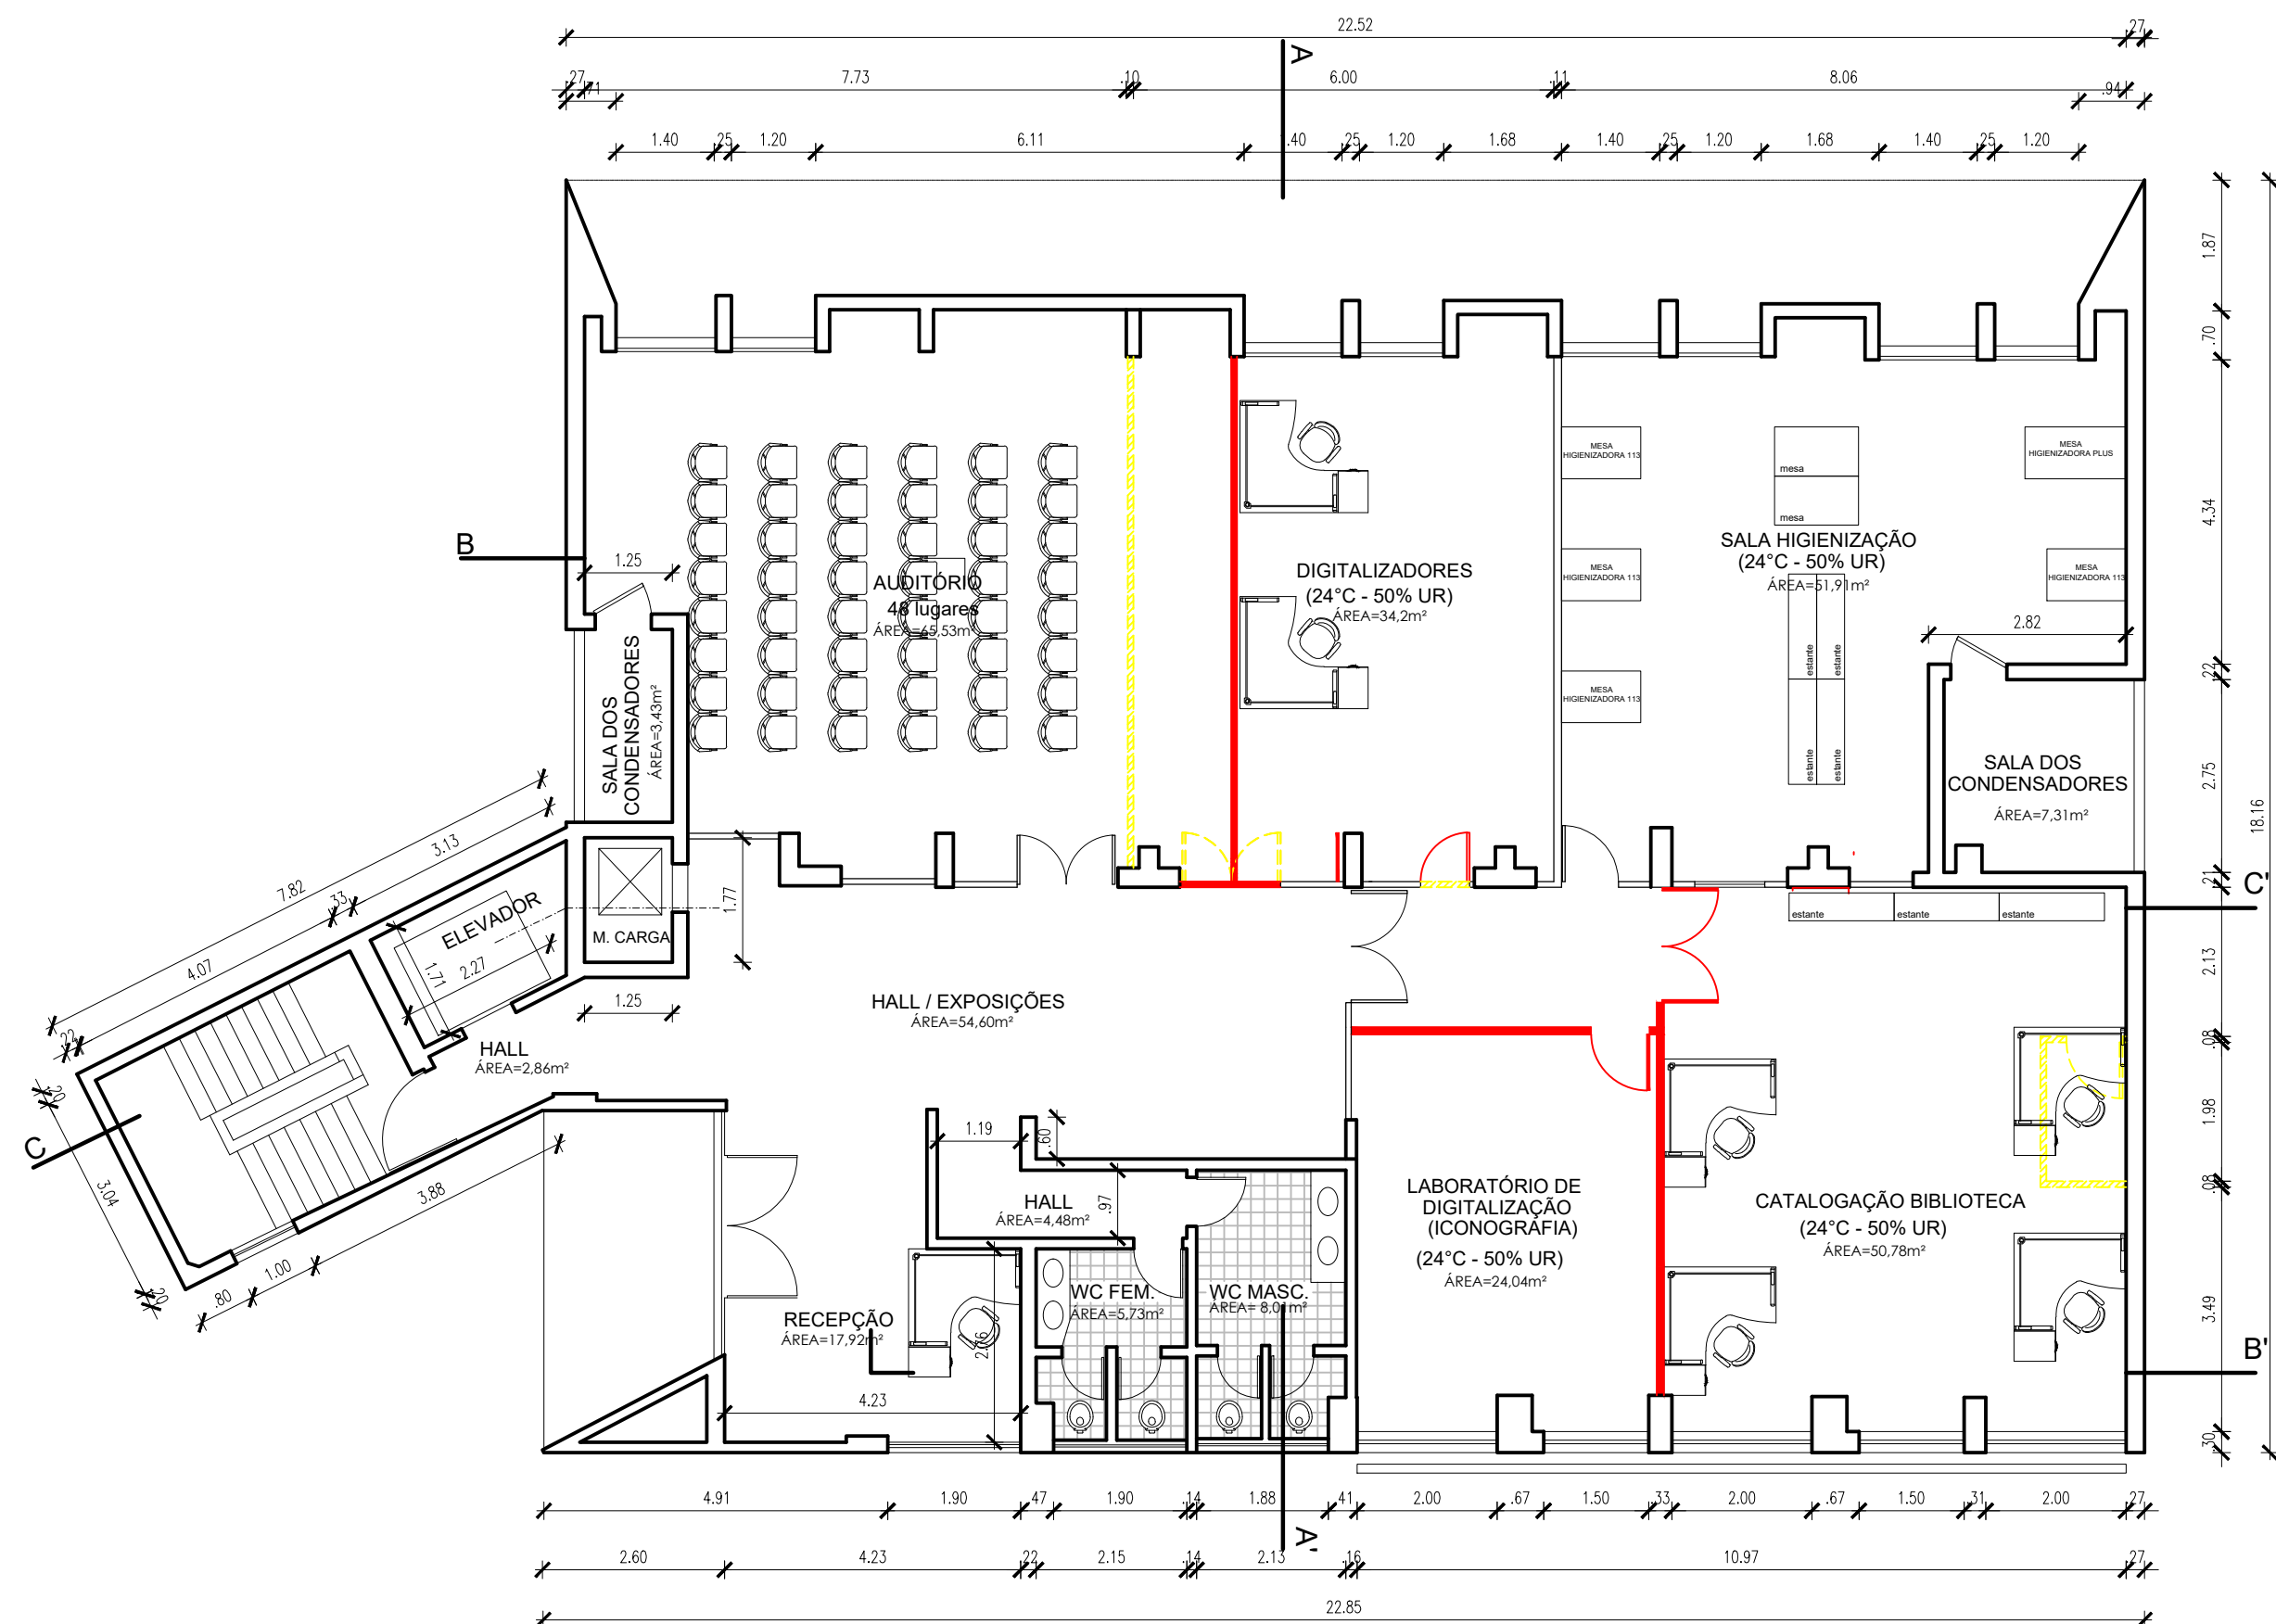 22.52
.27
.27
7.73
.10
6.00
.11
8.06
.71
.94
1.40
.25
1.20
6.11
1.40
.25
1.20
1.68
1.40
.25
1.20
1.68
1.40
.25
1.20
A
1.87
.70
4.34
.22
2.75
18.16
.21
2.13
.08
1.98
.08
3.49
.30
B
1.25
AUDITÓRIO
48 lugares
ÁREA=65,53m²
DIGITALIZADORES
(24°C - 50% UR)
ÁREA=34,2m²
MESA
HIGIENIZADORA 113
MESA
HIGIENIZADORA 113
MESA
HIGIENIZADORA 113
mesa
mesa
MESA
HIGIENIZADORA PLUS
MESA
HIGIENIZADORA 113
SALA HIGIENIZAÇÃO
(24°C - 50% UR)
ÁREA=51,91m²
2.82
estante
estante
estante
estante
SALA DOS
CONDENSADORES
ÁREA=3,43m²
SALA DOS
CONDENSADORES
ÁREA=7,31m²
C'
estante
estante
estante
7.82
3.13
.33
4.07
.22
ELEVADOR
1.71
2.27
M. CARGA
1.77
1.25
HALL
ÁREA=2,86m²
HALL / EXPOSIÇÕES
ÁREA=54,60m²
C
.20
3.04
.20
.80
1.00
3.88
1.19
.60
.97
HALL
ÁREA=4,48m²
WC FEM.
ÁREA=5,73m²
WC MASC.
ÁREA= 8,01m²
RECEPÇÃO
ÁREA=17,92m²
2.76
4.23
LABORATÓRIO DE
DIGITALIZAÇÃO
(ICONOGRAFIA)
(24°C - 50% UR)
ÁREA=24,04m²
CATALOGAÇÃO BIBLIOTECA
(24°C - 50% UR)
ÁREA=50,78m²
B'
A'
4.91
1.90
.47
1.90
.14
1.88
.41
2.00
.67
1.50
.33
2.00
.67
1.50
.31
2.00
.27
2.60
4.23
.22
2.15
.14
2.13
.16
10.97
.27
22.85